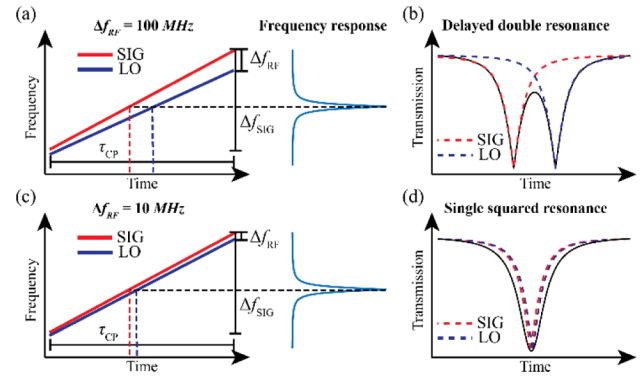 (a)
Δf_RF = 100 MHz
Frequency response
SIG
LO
Δf_RF
Δf_SIG
τ_CP
Frequency
Time
(b)
Delayed double resonance
Transmission
SIG
LO
Time
(c)
Δf_RF = 10 MHz
SIG
LO
Δf_RF
Δf_SIG
τ_CP
Frequency
Time
(d)
Single squared resonance
Transmission
SIG
LO
Time